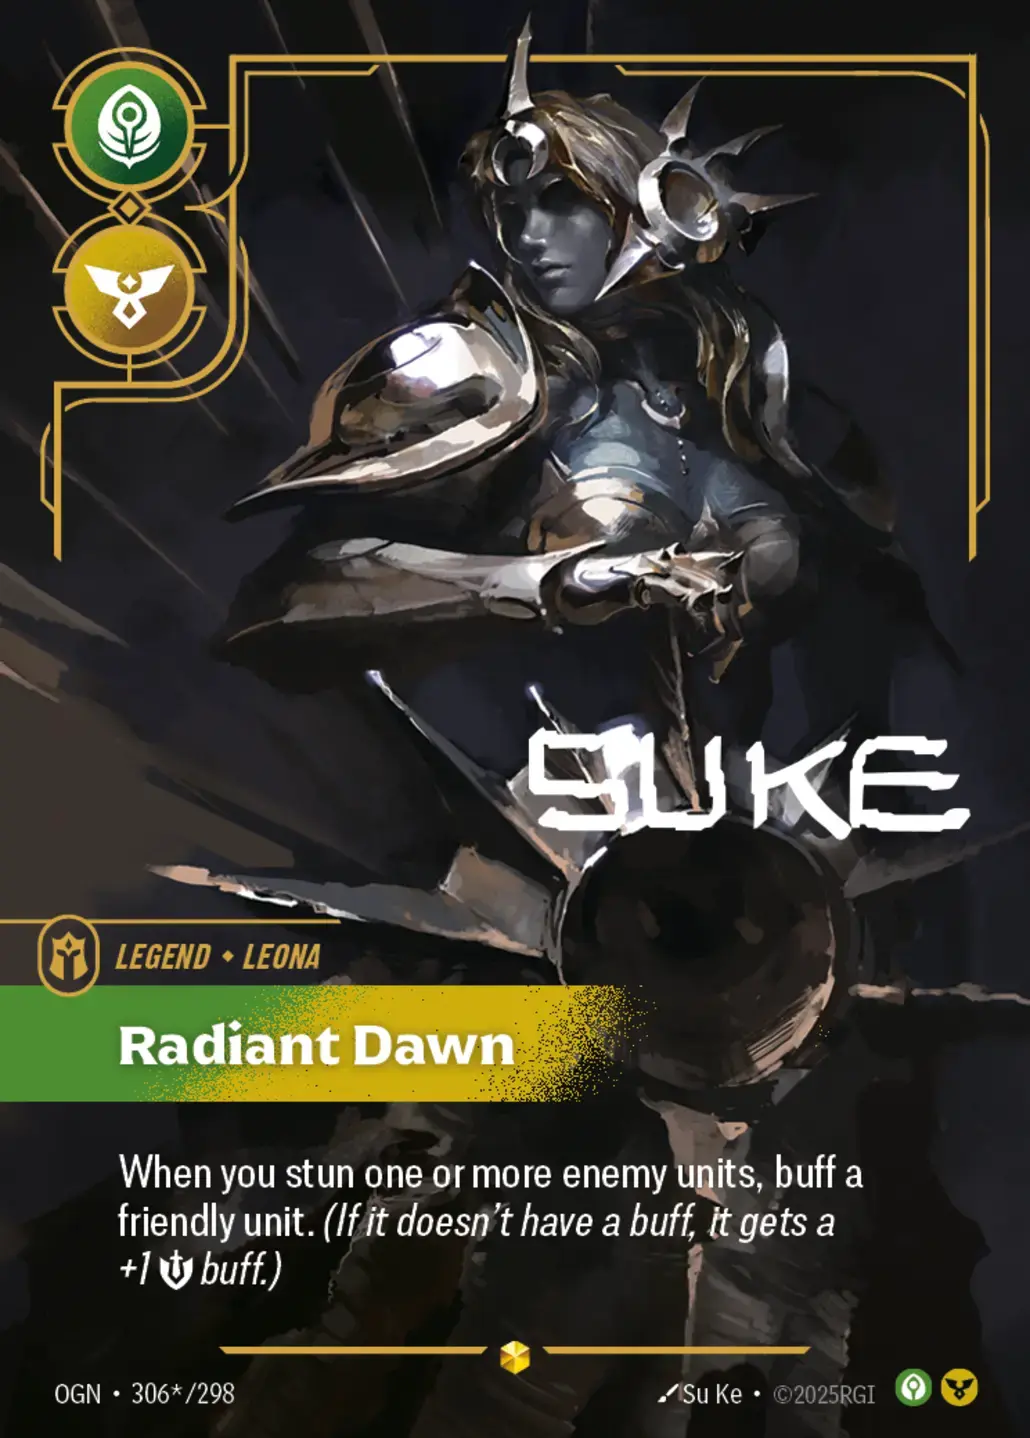 SUKE
LEGEND • LEONA
Radiant Dawn
When you stun one or more enemy units, buff a
friendly unit. (If it doesn't have a buff, it gets a
+1 buff.)
OGN • 306*/298
Su Ke • ©2025RGI